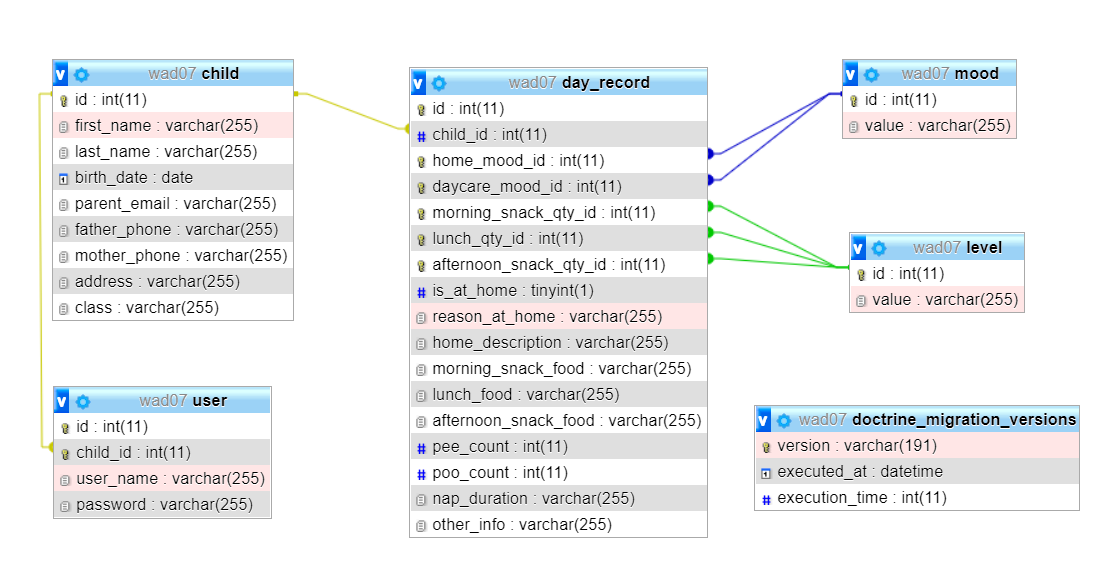 v wad07 child
id : int(11)
first_name : varchar(255)
last_name : varchar(255)
birth_date : date
parent_email : varchar(255)
father_phone : varchar(255)
mother_phone : varchar(255)
address : varchar(255)
class : varchar(255)
v wad07 user
id : int(11)
child_id : int(11)
user_name : varchar(255)
password : varchar(255)
v wad07 day_record
id : int(11)
# child_id : int(11)
home_mood_id : int(11)
daycare_mood_id : int(11)
morning_snack_qty_id : int(11)
lunch_qty_id : int(11)
afternoon_snack_qty_id : int(11)
# is_at_home : tinyint(1)
reason_at_home : varchar(255)
home_description : varchar(255)
morning_snack_food : varchar(255)
lunch_food : varchar(255)
afternoon_snack_food : varchar(255)
# pee_count : int(11)
# poo_count : int(11)
nap_duration : varchar(255)
other_info : varchar(255)
v wad07 mood
id : int(11)
value : varchar(255)
v wad07 level
id : int(11)
value : varchar(255)
v wad07 doctrine_migration_versions
version : varchar(191)
executed_at : datetime
# execution_time : int(11)